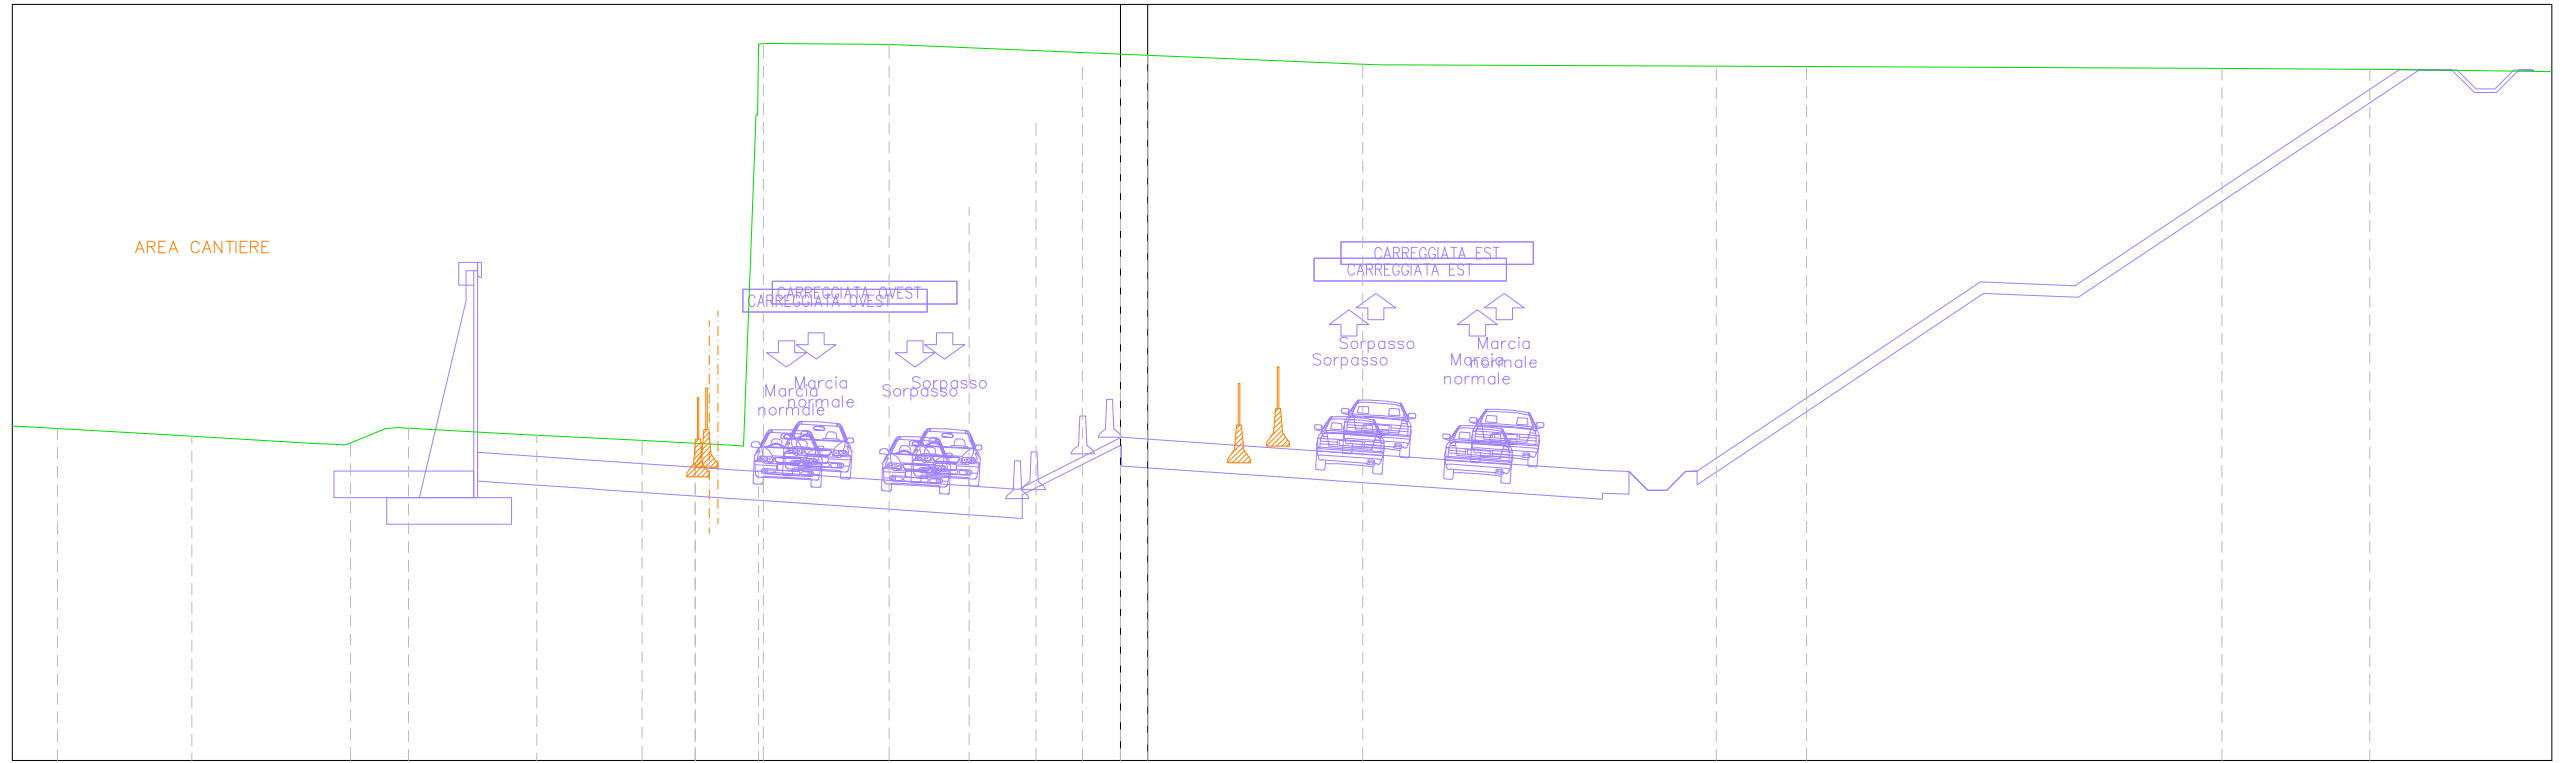 AREA CANTIERE
CARREGGIATA OVEST
CARREGGIATA OVEST
Marcia
normale
Marcia
normale
Sorpasso
Sorpasso
CARREGGIATA EST
CARREGGIATA EST
Sorpasso
Sorpasso
Marcia
normale
Marcia
normale